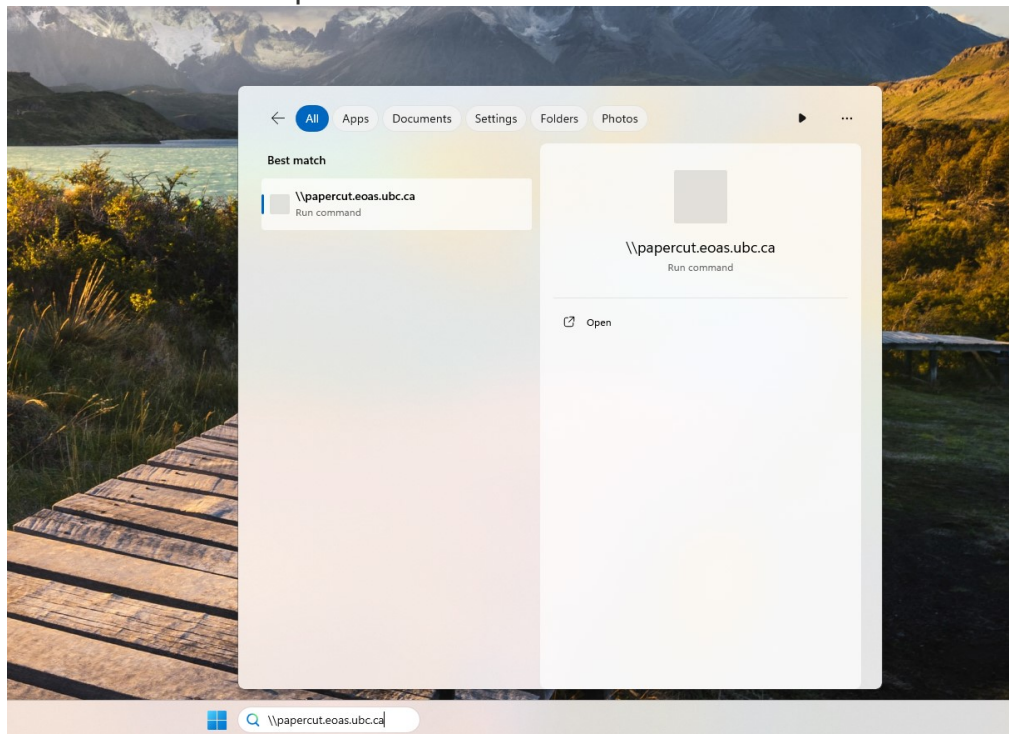 All Apps Documents Settings Folders Photos ...
Best match
\\papercut.eoas.ubc.ca
Run command
\\papercut.eoas.ubc.ca
Run command
Open
\\papercut.eoas.ubc.ca